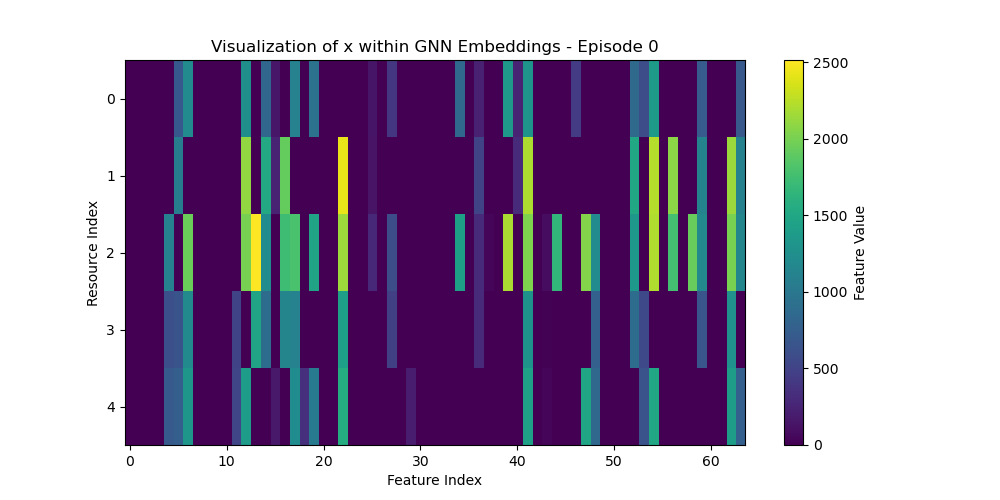 Visualization of x within GNN Embeddings - Episode 0
Resource Index
0
1
2
3
4
0 10 20 30 40 50 60
Feature Index
2500
2000
1500
1000
500
0
Feature Value